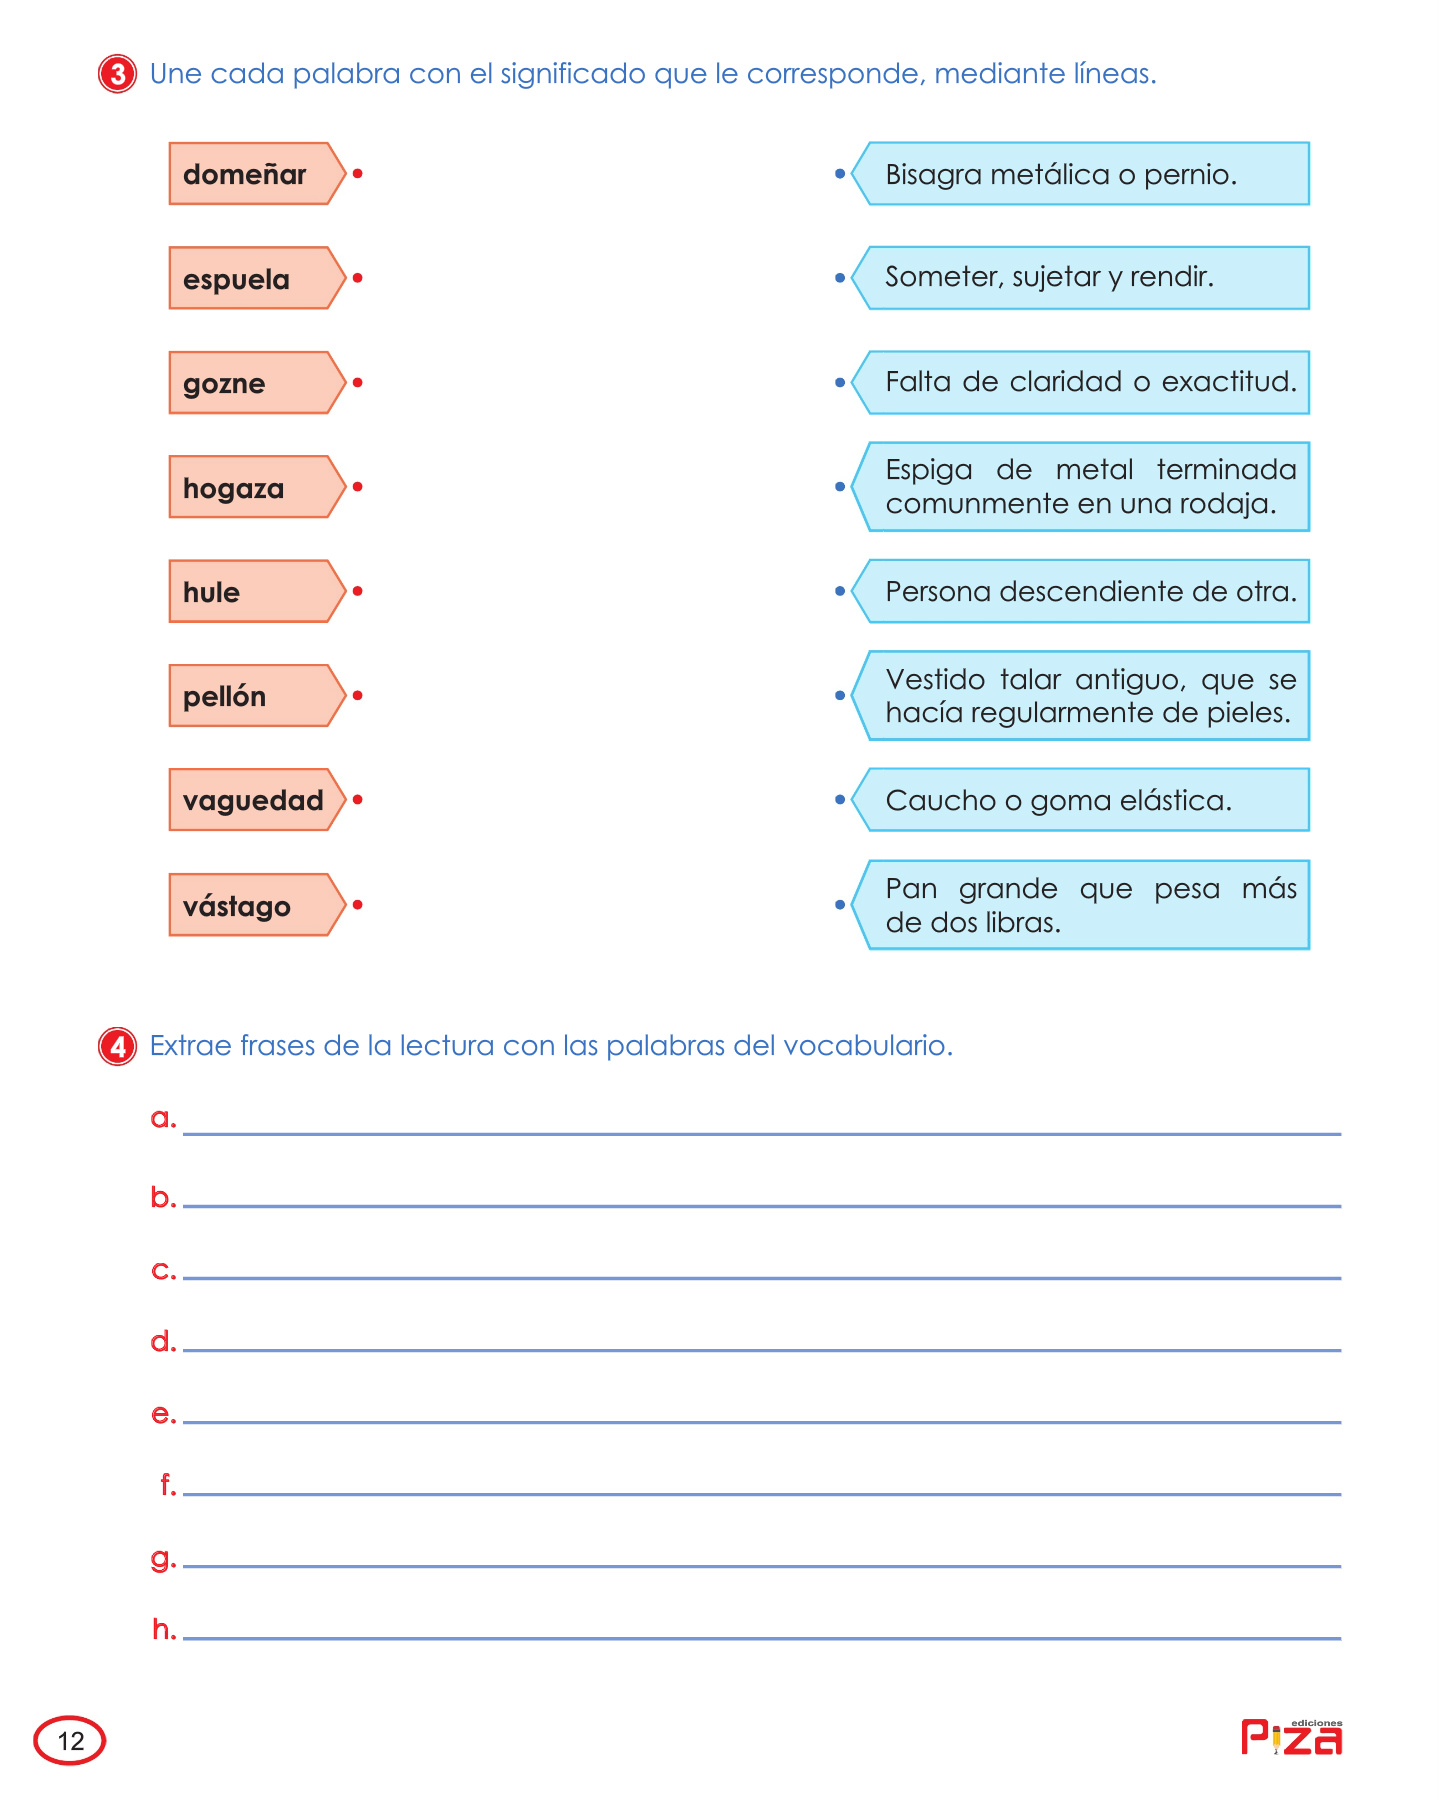 3 Une cada palabra con el significado que le corresponde, mediante líneas.
domeñar
Bisagra metálica o pernio.
espuela
Someter, sujetar y rendir.
gozne
Falta de claridad o exactitud.
hogaza
Espiga de metal terminada
comunmente en una rodaja.
hule
Persona descendiente de otra.
pellón
Vestido talar antiguo, que se
hacía regularmente de pieles.
vaguedad
Caucho o goma elástica.
vástago
Pan grande que pesa más
de dos libras.
4 Extrae frases de la lectura con las palabras del vocabulario.
a.
b.
c.
d.
e.
f.
g.
h.
12
ediciones
Piza